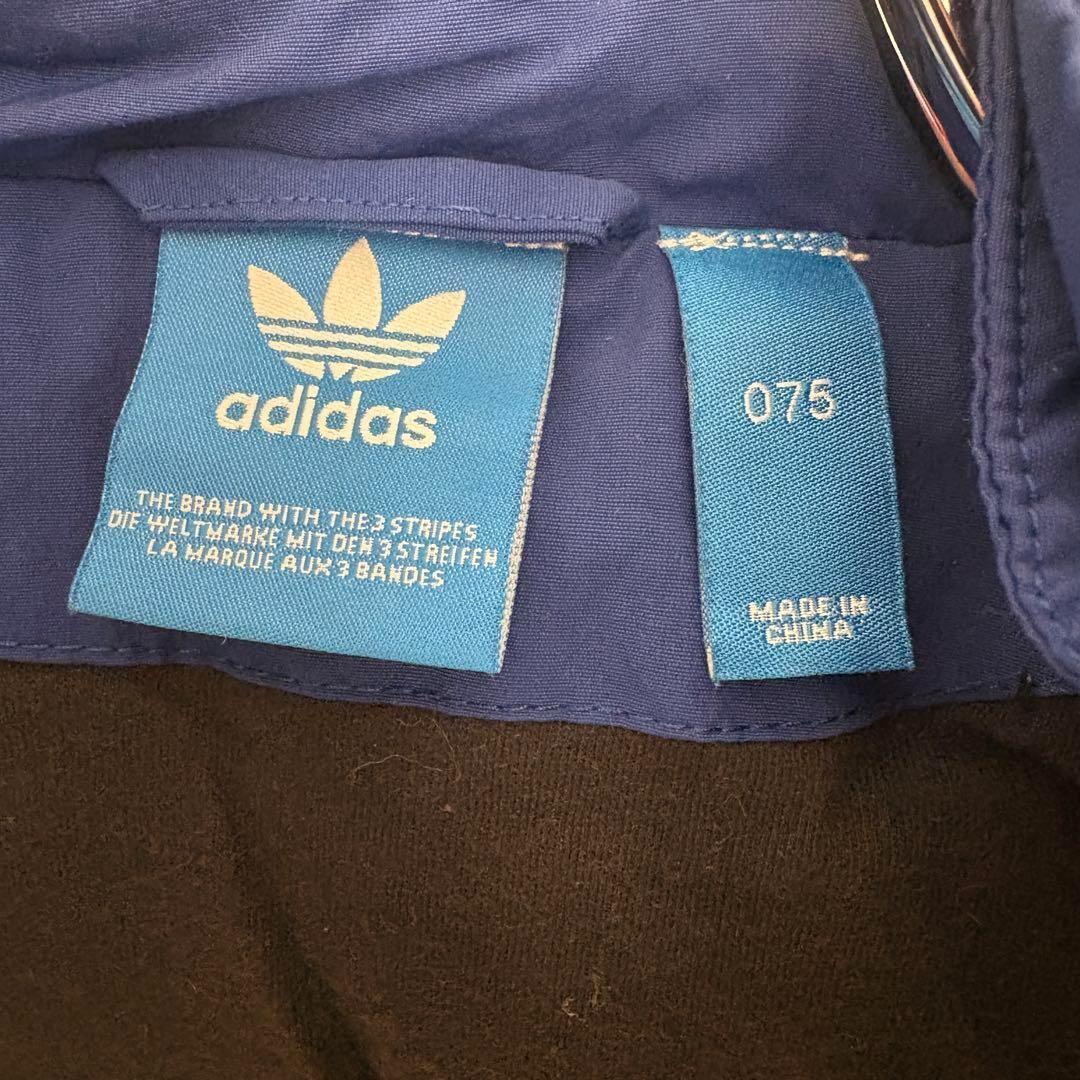 adidas
THE BRAND WITH THE 3 STRIPES
DIE WELTMARKE MIT DEN 3 STREIFEN
LA MARQUE AUX 3 BANDES
075
MADE IN
CHINA